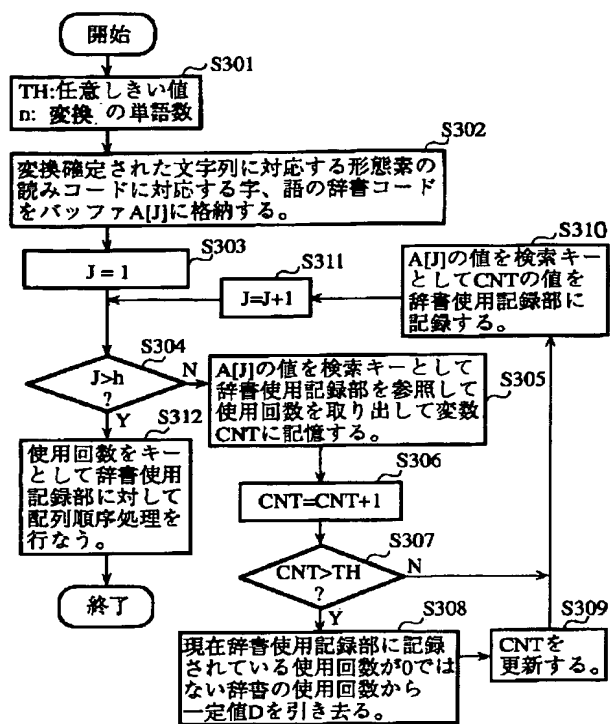 開始
S301
TH:任意しきい値
n: 変換 の単語数
S302
変換確定された文字列に対応する形態素の
読みコードに対応する字、語の辞書コード
をバッファA[J]に格納する。
S303
J = 1
S311
J=J+1
S310
A[J]の値を検索キー
としてCNTの値を
辞書使用記録部に
記録する。
S304
J>h
?
N
Y
S305
A[J]の値を検索キーとして
辞書使用記録部を参照して
使用回数を取り出して変数
CNTに記憶する。
S312
使用回数をキー
として辞書使用
記録部に対して
配列順序処理を
行なう。
S306
CNT=CNT+1
S307
CNT>TH
?
N
Y
終了
S308
現在辞書使用記録部に記録
されている使用回数が0では
ない辞書の使用回数から
一定値Dを引き去る。
S309
CNTを
更新する。